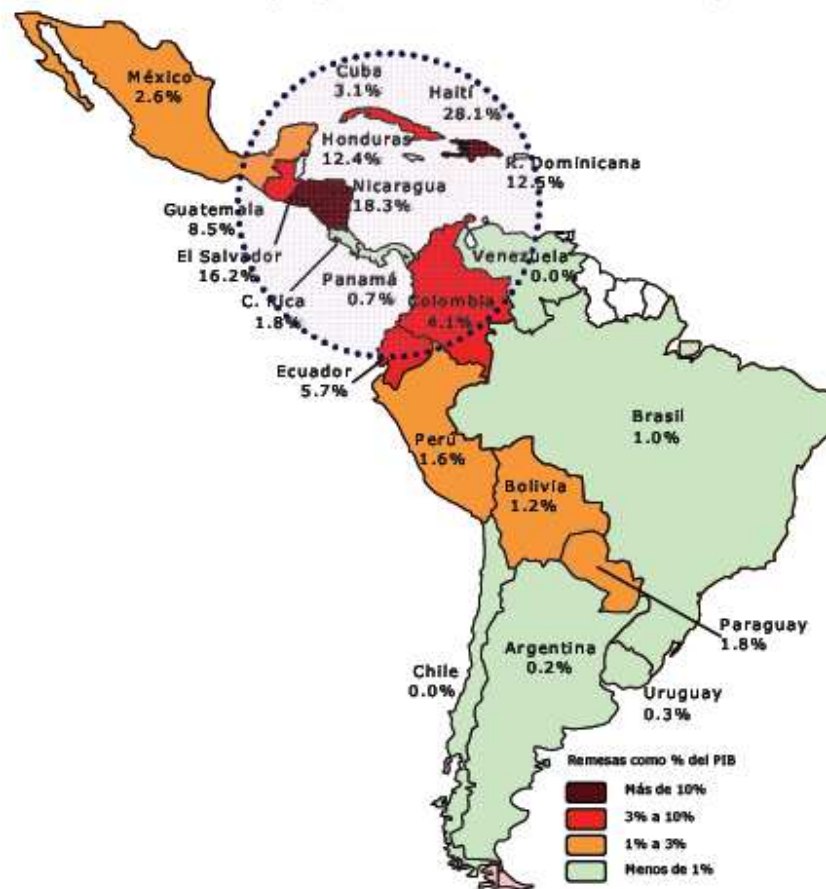 México
2.6%
Cuba
3.1%
Haití
28.1%
Honduras
12.4%
R. Dominicana
12.5%
Nicaragua
18.3%
Guatemala
8.5%
El Salvador
16.2%
Venezuela
0.0%
Panamá
0.7%
C. Rica
1.8%
Colombia
4.1%
Ecuador
5.7%
Brasil
1.0%
Perú
1.6%
Bolivia
1.2%
Paraguay
1.8%
Argentina
0.2%
Chile
0.0%
Uruguay
0.3%
Remesas como % del PIB
Más de 10%
3% a 10%
1% a 3%
Menos de 1%